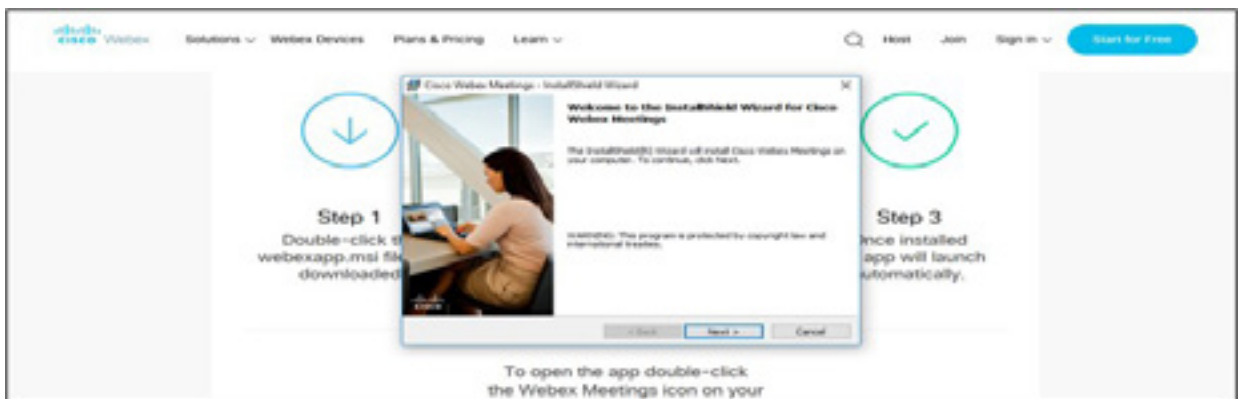 CISCO Webex Solutions Webex Devices Plans & Pricing Learn Host Join Sign in Start for Free
Cisco Webex Meetings - InstallShield Wizard
Welcome to the InstallShield Wizard for Cisco
Webex Meetings
The InstallShield(R) Wizard will install Cisco Webex Meetings on
your computer. To continue, click Next.
WARNING: This program is protected by copyright law and
international treaties.
CISCO
< Back Next > Cancel
Step 1
Double-click
webexapp.msi
downloaded
Step 3
installed
app will launch
To open the app double-click
the Webex Meetings icon on your